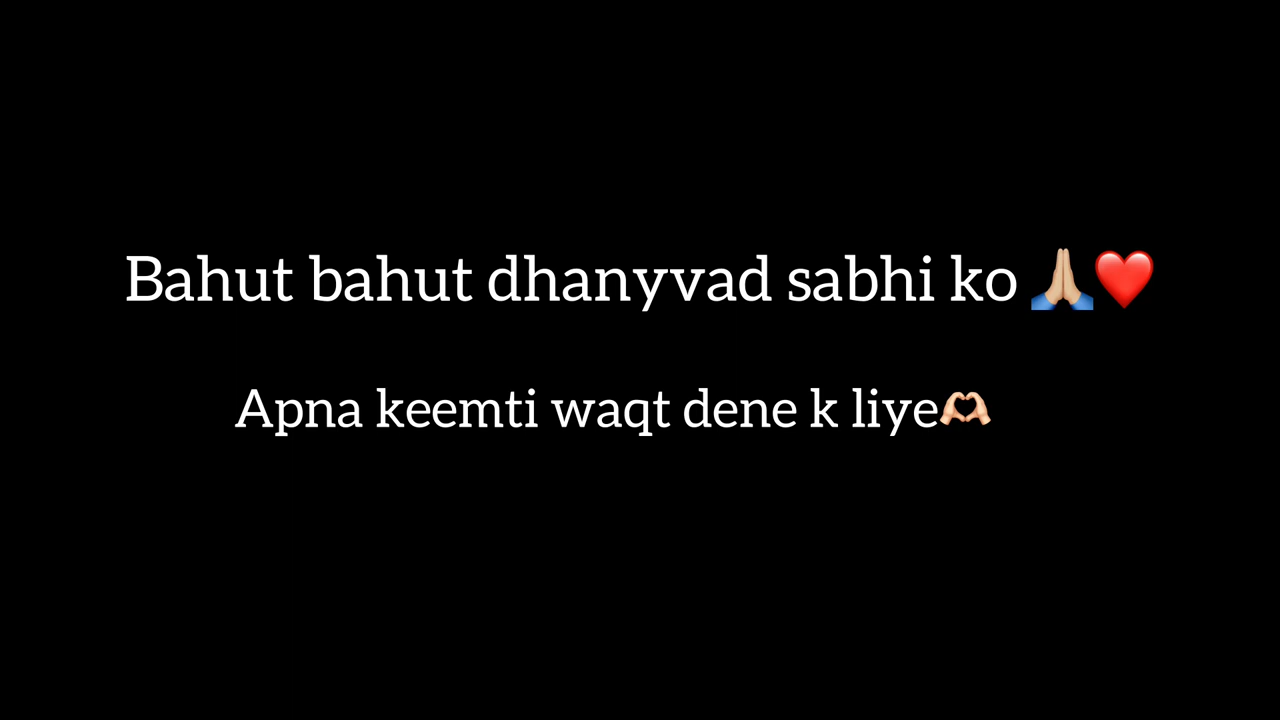 Bahut bahut dhanyvad sabhi ko 🙏🏼❤️
Apna keemti waqt dene k liye🫶🏻